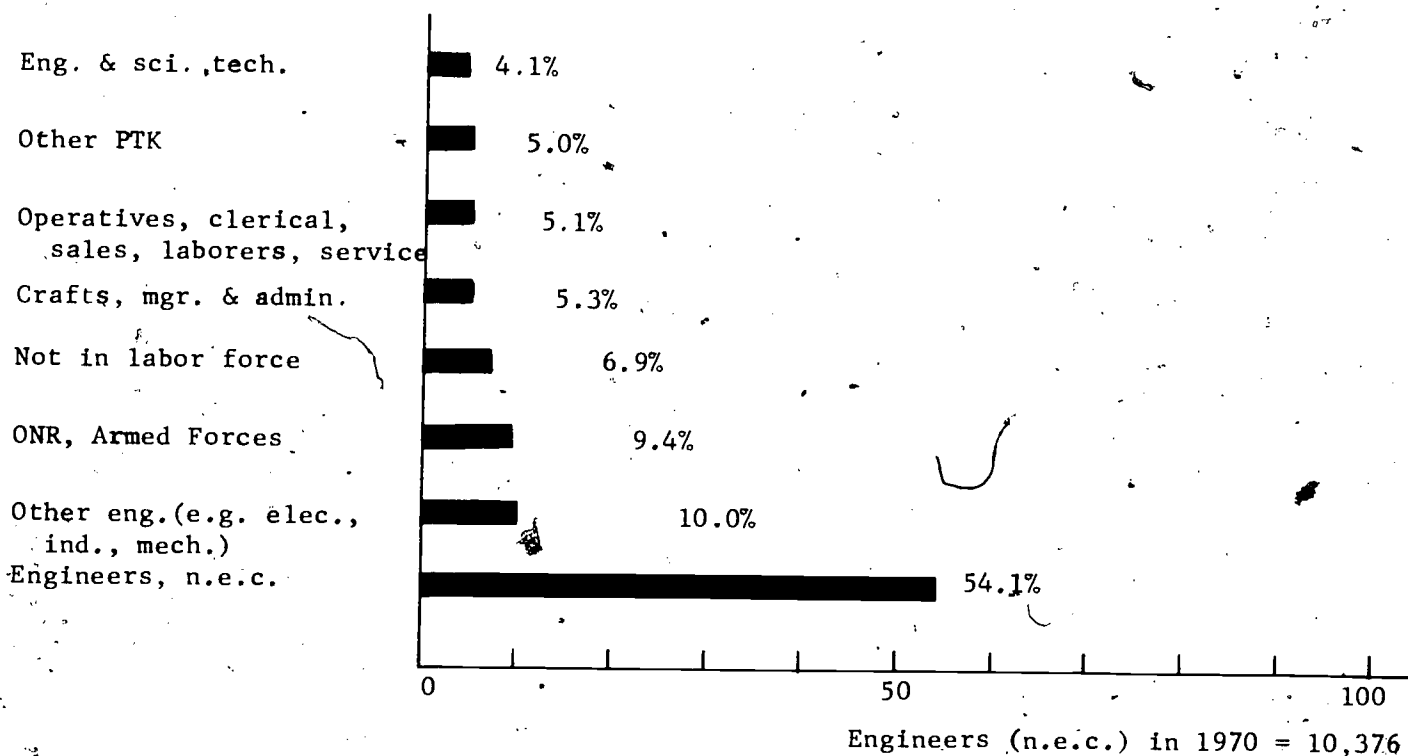 Eng. & sci. tech. 4.1%
Other PTK 5.0%
Operatives, clerical,
sales, laborers, service 5.1%
Crafts, mgr. & admin. 5.3%
Not in labor force 6.9%
ONR, Armed Forces 9.4%
Other eng.(e.g. elec.,
ind., mech.) 10.0%
Engineers, n.e.c. 54.1%
0 50 100
Engineers (n.e.c.) in 1970 = 10,376